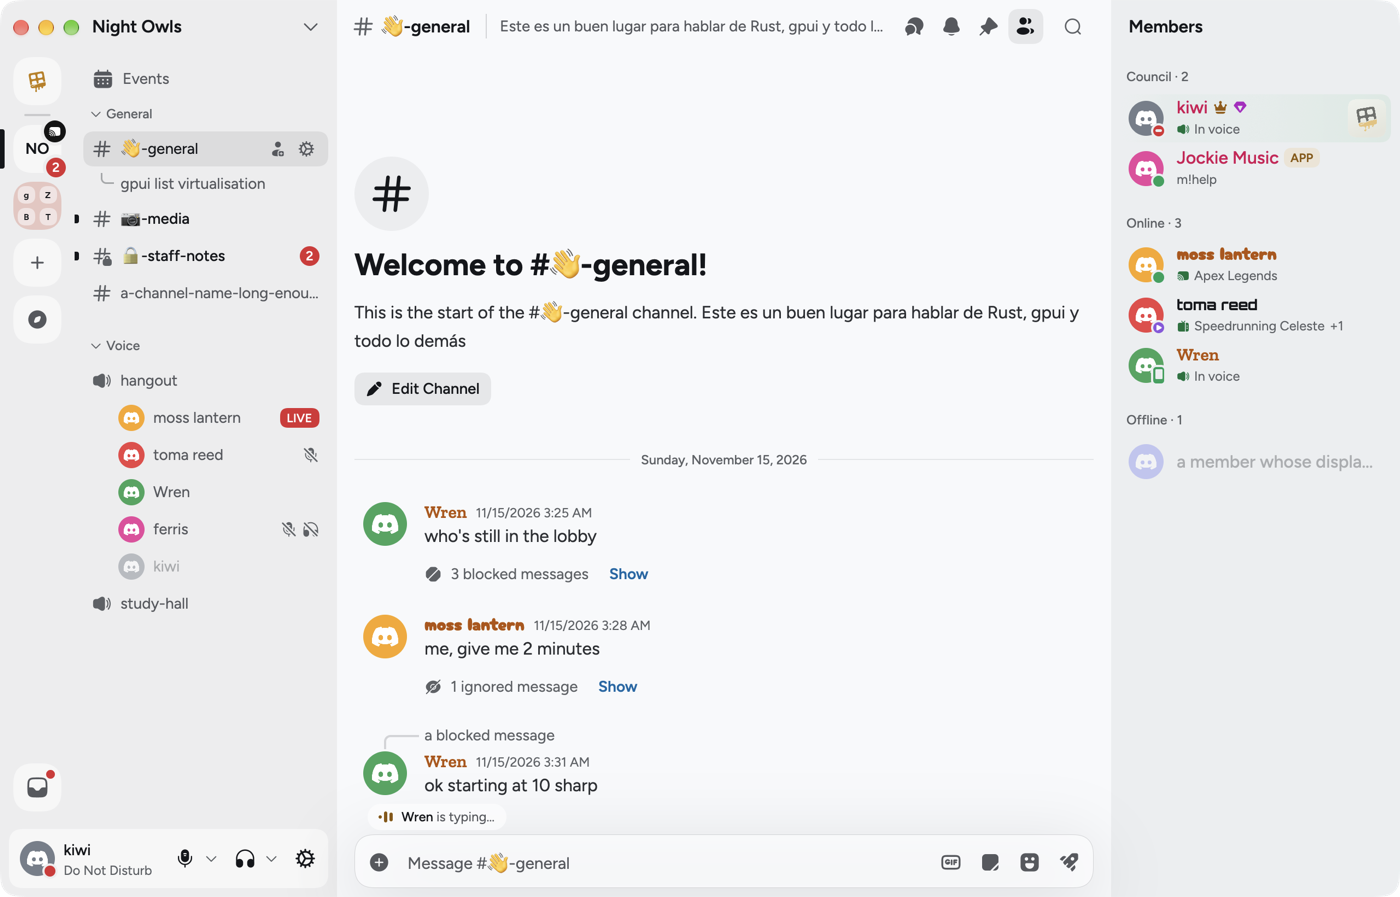 Night Owls
NO
2
g Z
B T
Events
General
👋-general
gpui list virtualisation
📷-media
🔒-staff-notes 2
a-channel-name-long-enou...
Voice
hangout
moss lantern LIVE
toma reed
Wren
ferris
kiwi
study-hall
kiwi
Do Not Disturb
# 👋-general Este es un buen lugar para hablar de Rust, gpui y todo l...
#
Welcome to #👋-general!
This is the start of the #👋-general channel. Este es un buen lugar para hablar de Rust, gpui y
todo lo demás
Edit Channel
Sunday, November 15, 2026
Wren 11/15/2026 3:25 AM
who's still in the lobby
3 blocked messages Show
moss lantern 11/15/2026 3:28 AM
me, give me 2 minutes
1 ignored message Show
a blocked message
Wren 11/15/2026 3:31 AM
ok starting at 10 sharp
Wren is typing...
Message #👋-general
GIF
Members
Council · 2
kiwi
In voice
Jockie Music APP
m!help
Online · 3
moss lantern
Apex Legends
toma reed
Speedrunning Celeste +1
Wren
In voice
Offline · 1
a member whose displa...